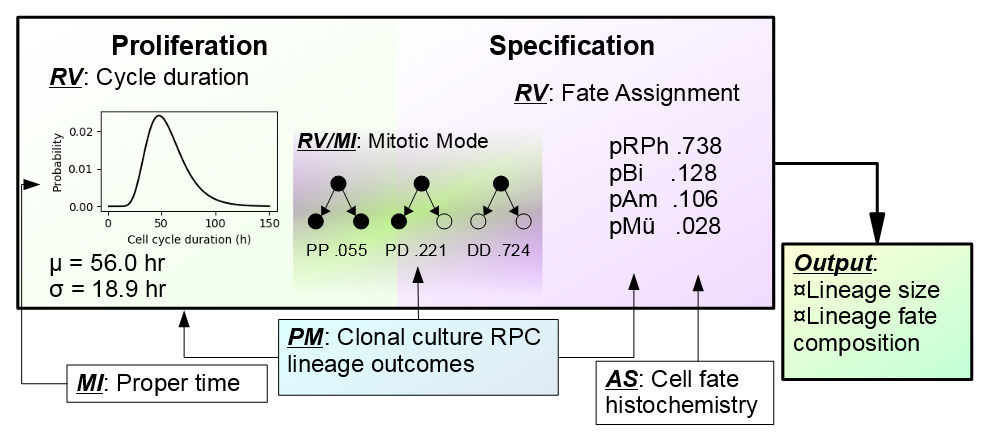 Proliferation
Specification
RV: Cycle duration
RV: Fate Assignment
0.02
0.01
0.00
Probability
0
50
100
150
Cell cycle duration (h)
μ = 56.0 hr
σ = 18.9 hr
RV/MI: Mitotic Mode
PP .055
PD .221
DD .724
pRPh .738
pBi .128
pAm .106
pMü .028
Output:
¤Lineage size
¤Lineage fate
composition
MI: Proper time
PM: Clonal culture RPC
lineage outcomes
AS: Cell fate
histochemistry